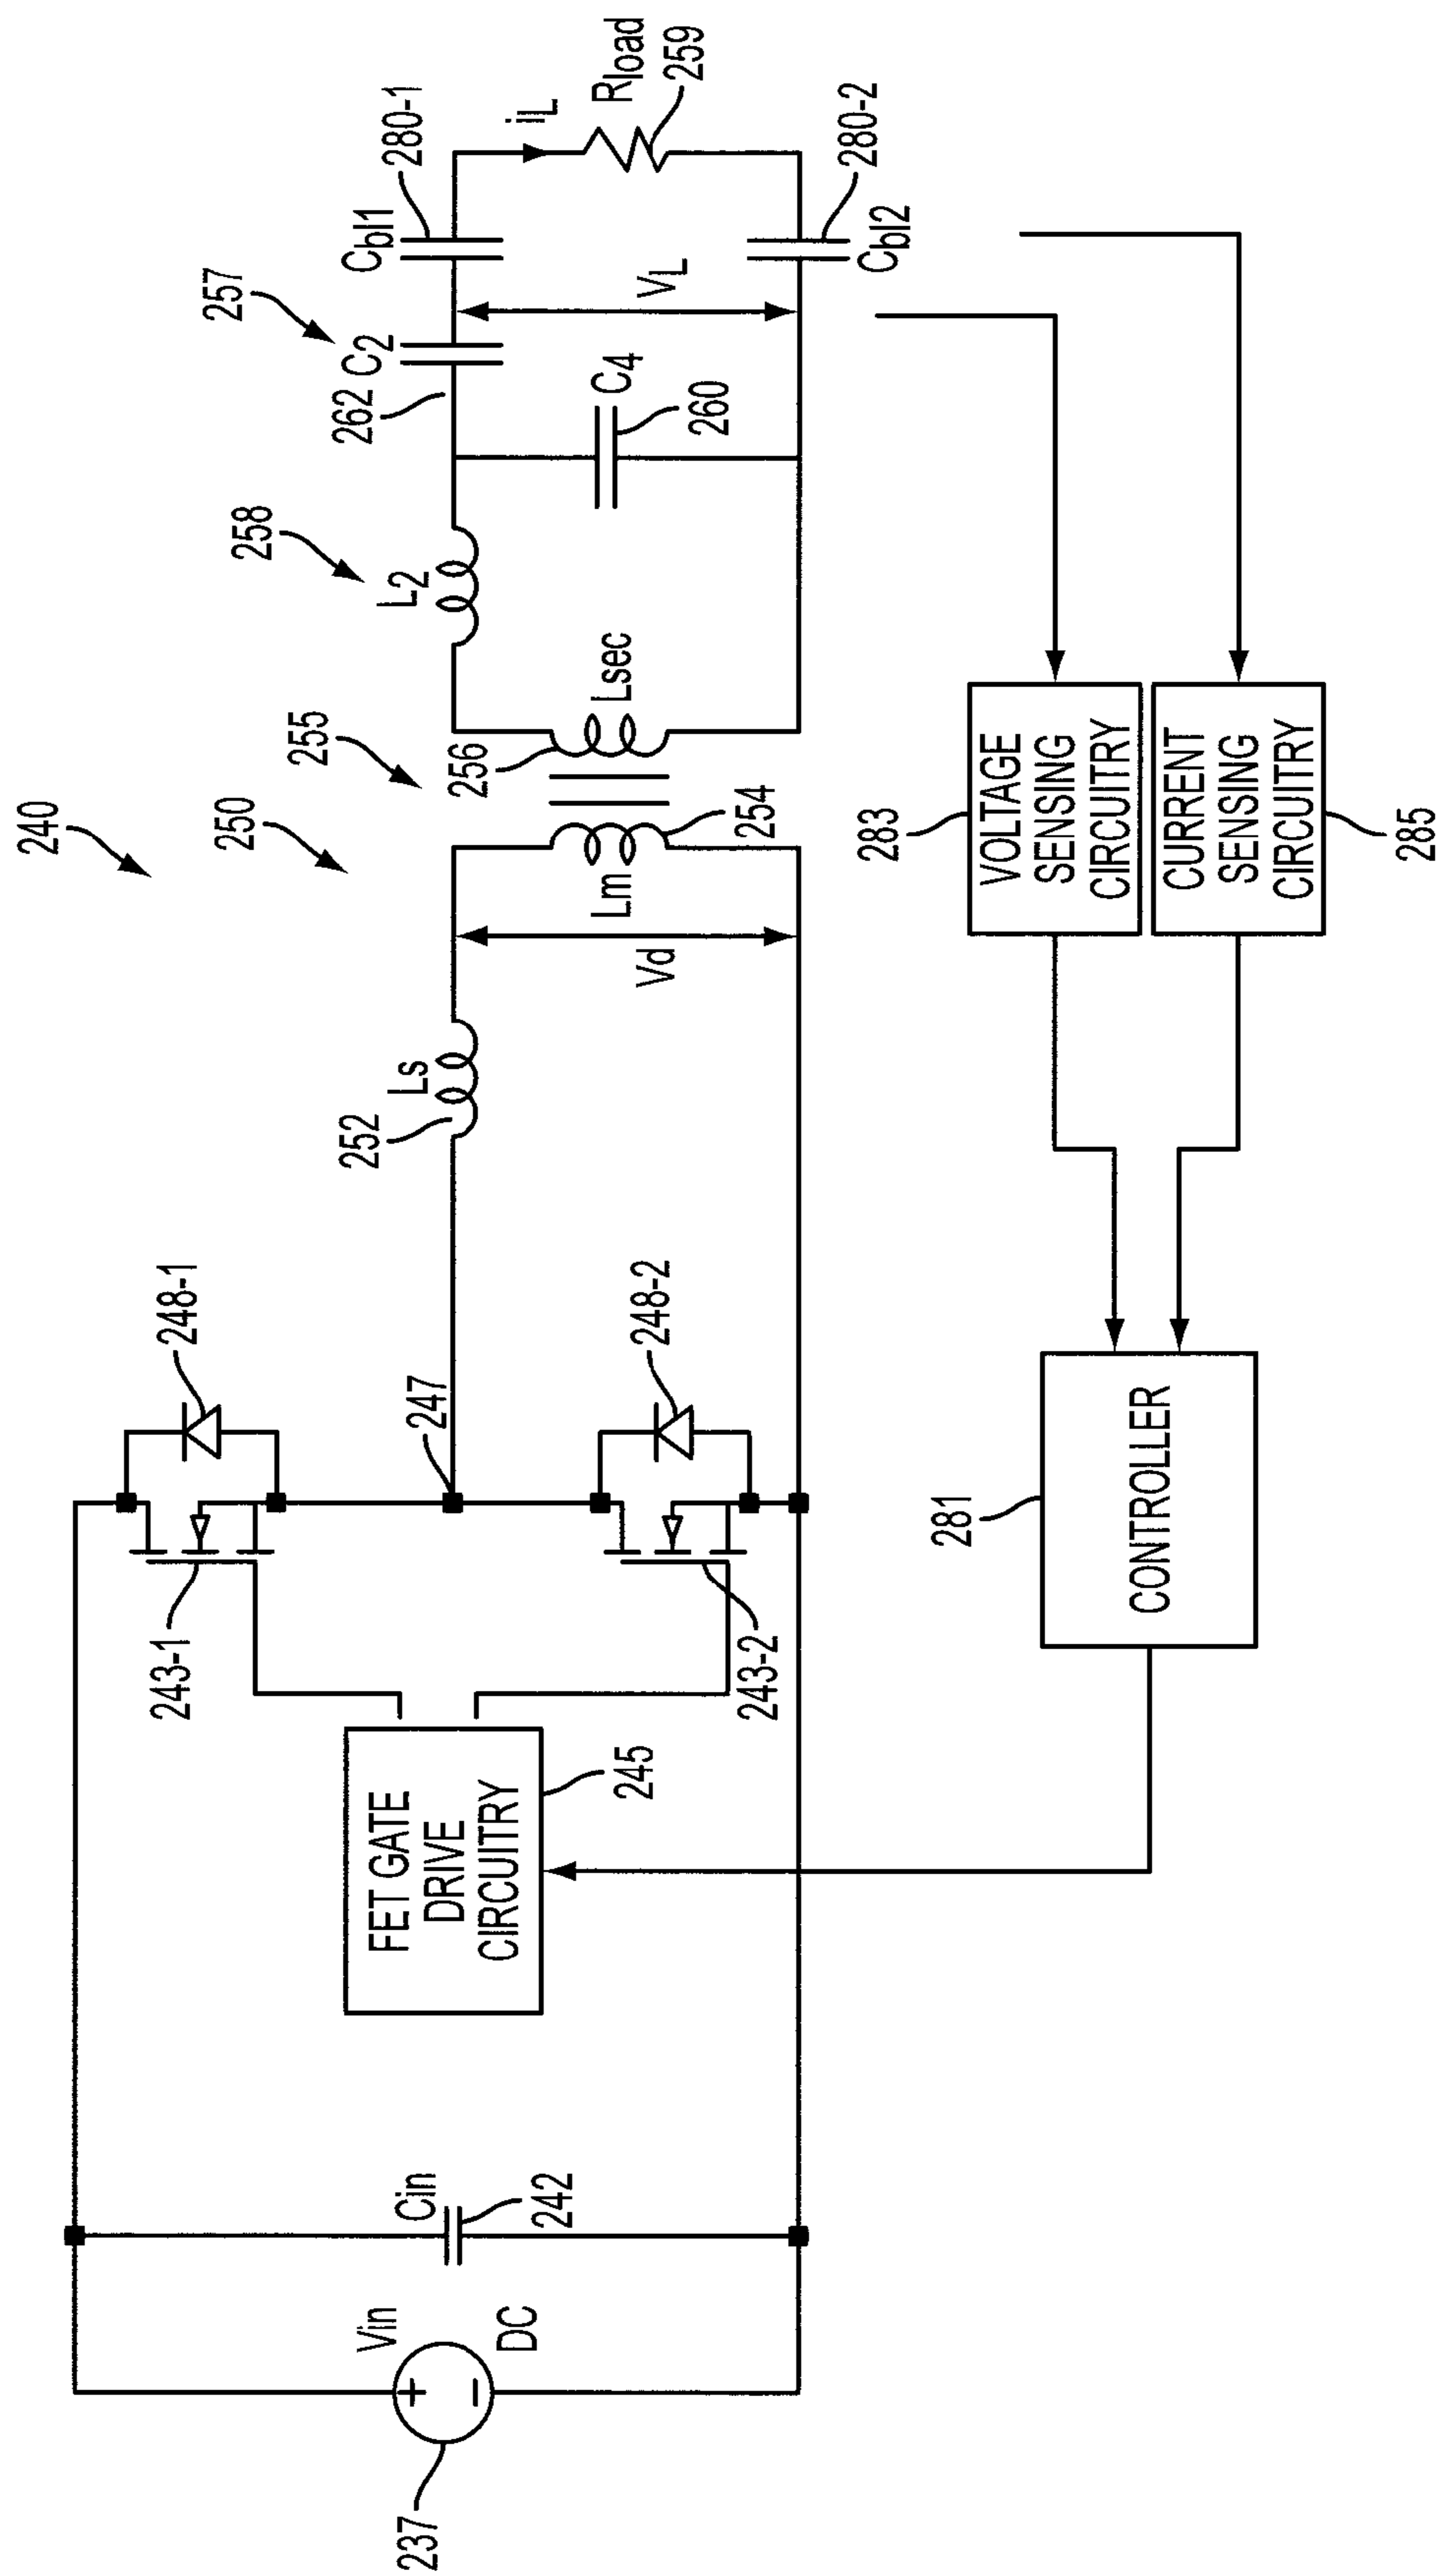 240
250
255
258
257
Vin
+
−
DC
237
Cin
242
FET GATE
DRIVE
CIRCUITRY
245
243-1
248-1
247
243-2
248-2
Ls
252
Vd
Lm
254
256
Lsec
L2
262
C2
C4
260
VL
Cbl1
280-1
iL
Rload
259
Cbl2
280-2
281
CONTROLLER
283
VOLTAGE
SENSING
CIRCUITRY
CURRENT
SENSING
CIRCUITRY
285